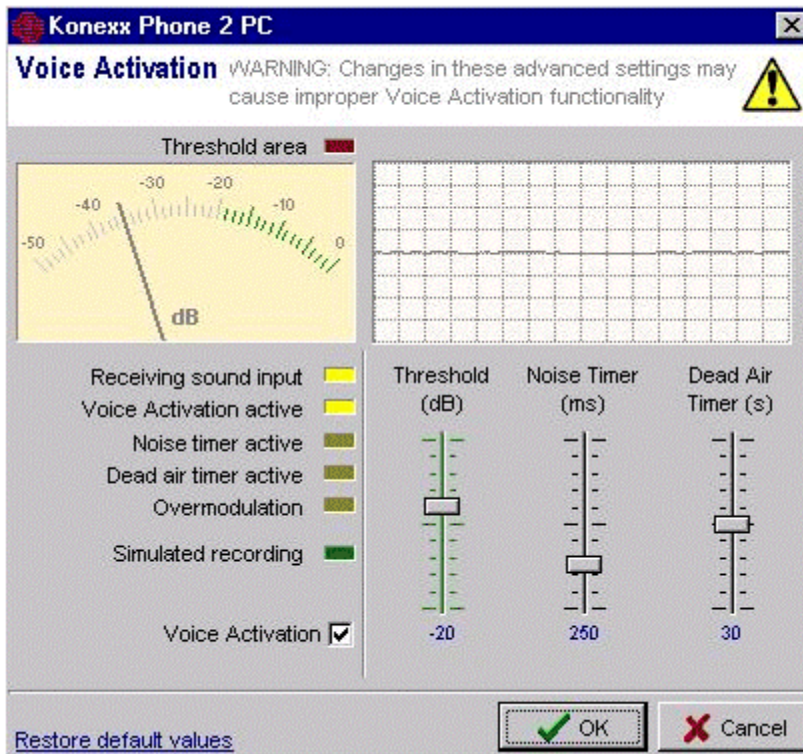 Konexx Phone 2 PC
Voice Activation WARNING: Changes in these advanced settings may
cause improper Voice Activation functionality
Threshold area
-50 -40 -30 -20 -10 0
dB
Receiving sound input
Voice Activation active
Noise timer active
Dead air timer active
Overmodulation
Simulated recording
Voice Activation
Threshold
(dB)
-20
Noise Timer
(ms)
250
Dead Air
Timer (s)
30
Restore default values
OK
Cancel